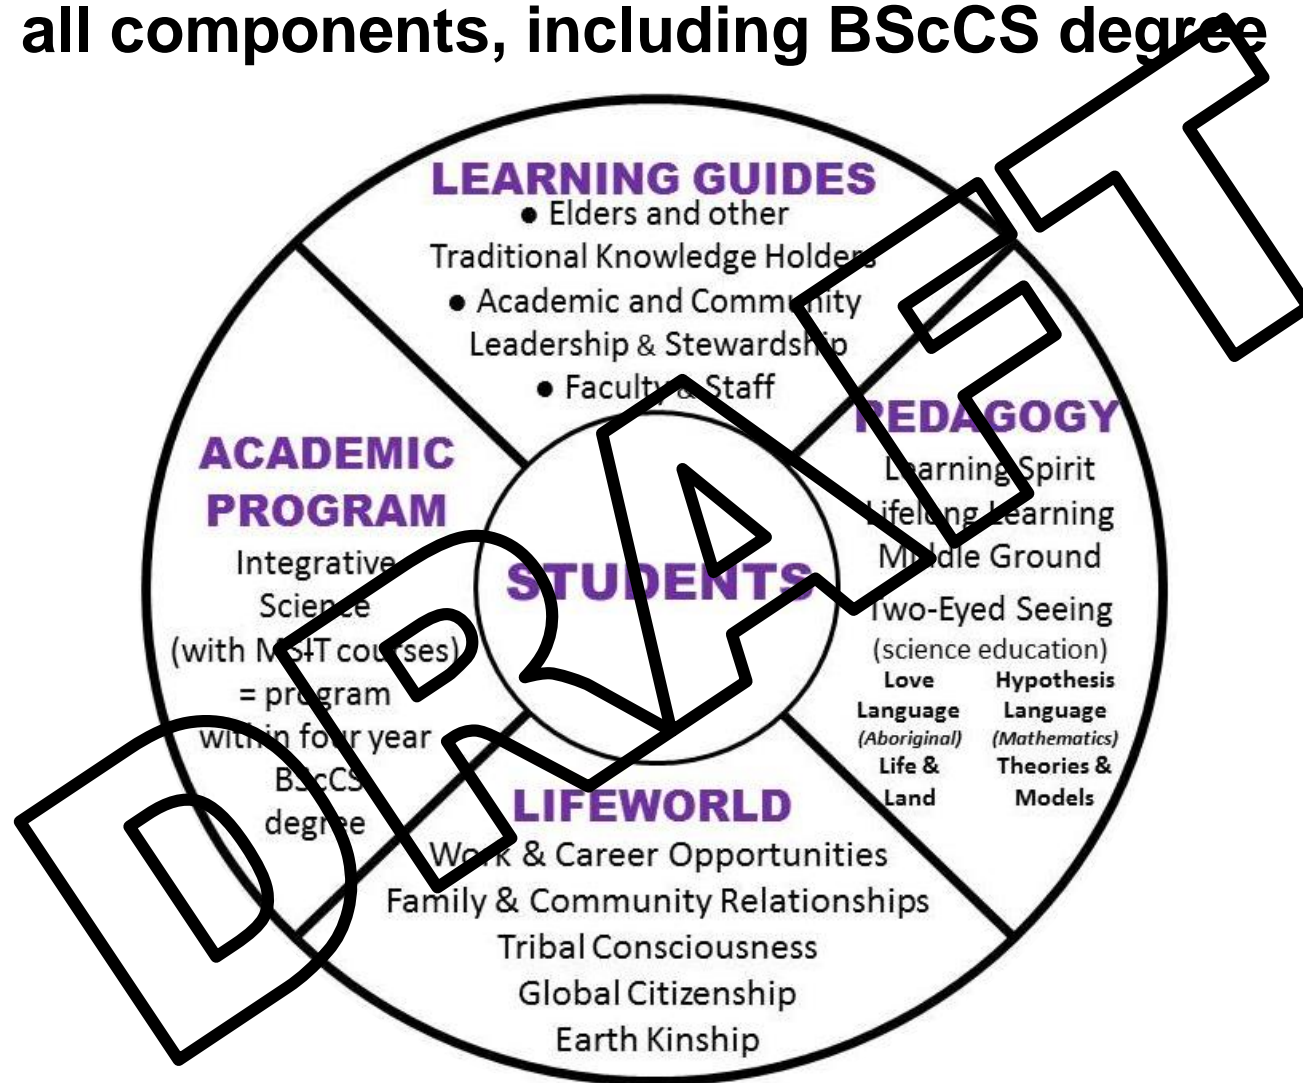 all components, including BScCS degree
LEARNING GUIDES
● Elders and other
Traditional Knowledge Holders
● Academic and Community
Leadership & Stewardship
● Faculty & Staff
ACADEMIC
PROGRAM
Integrative
Science
(with MSIT courses)
= program
within four year
BScCS
degree
STUDENTS
PEDAGOGY
Learning Spirit
Lifelong Learning
Middle Ground
Two-Eyed Seeing
(science education)
Love Hypothesis
Language Language
(Aboriginal) (Mathematics)
Life & Theories &
Land Models
LIFEWORLD
Work & Career Opportunities
Family & Community Relationships
Tribal Consciousness
Global Citizenship
Earth Kinship
DRAFT